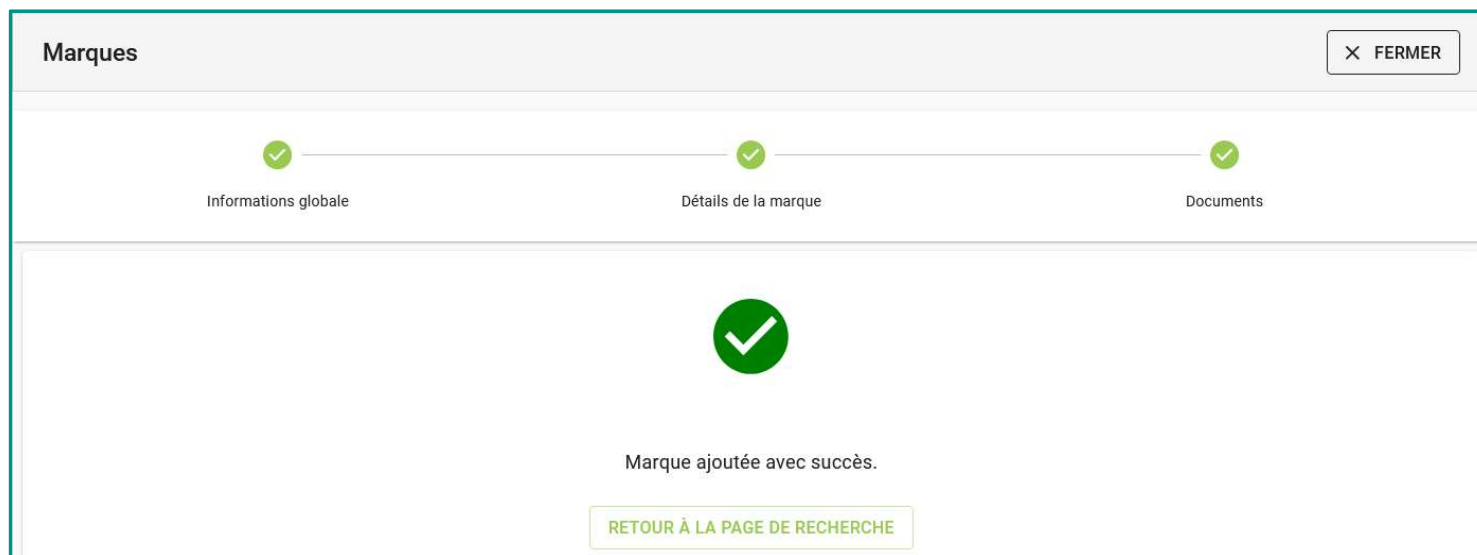 Marques
FERMER
Informations globale
Détails de la marque
Documents
Marque ajoutée avec succès.
RETOUR À LA PAGE DE RECHERCHE